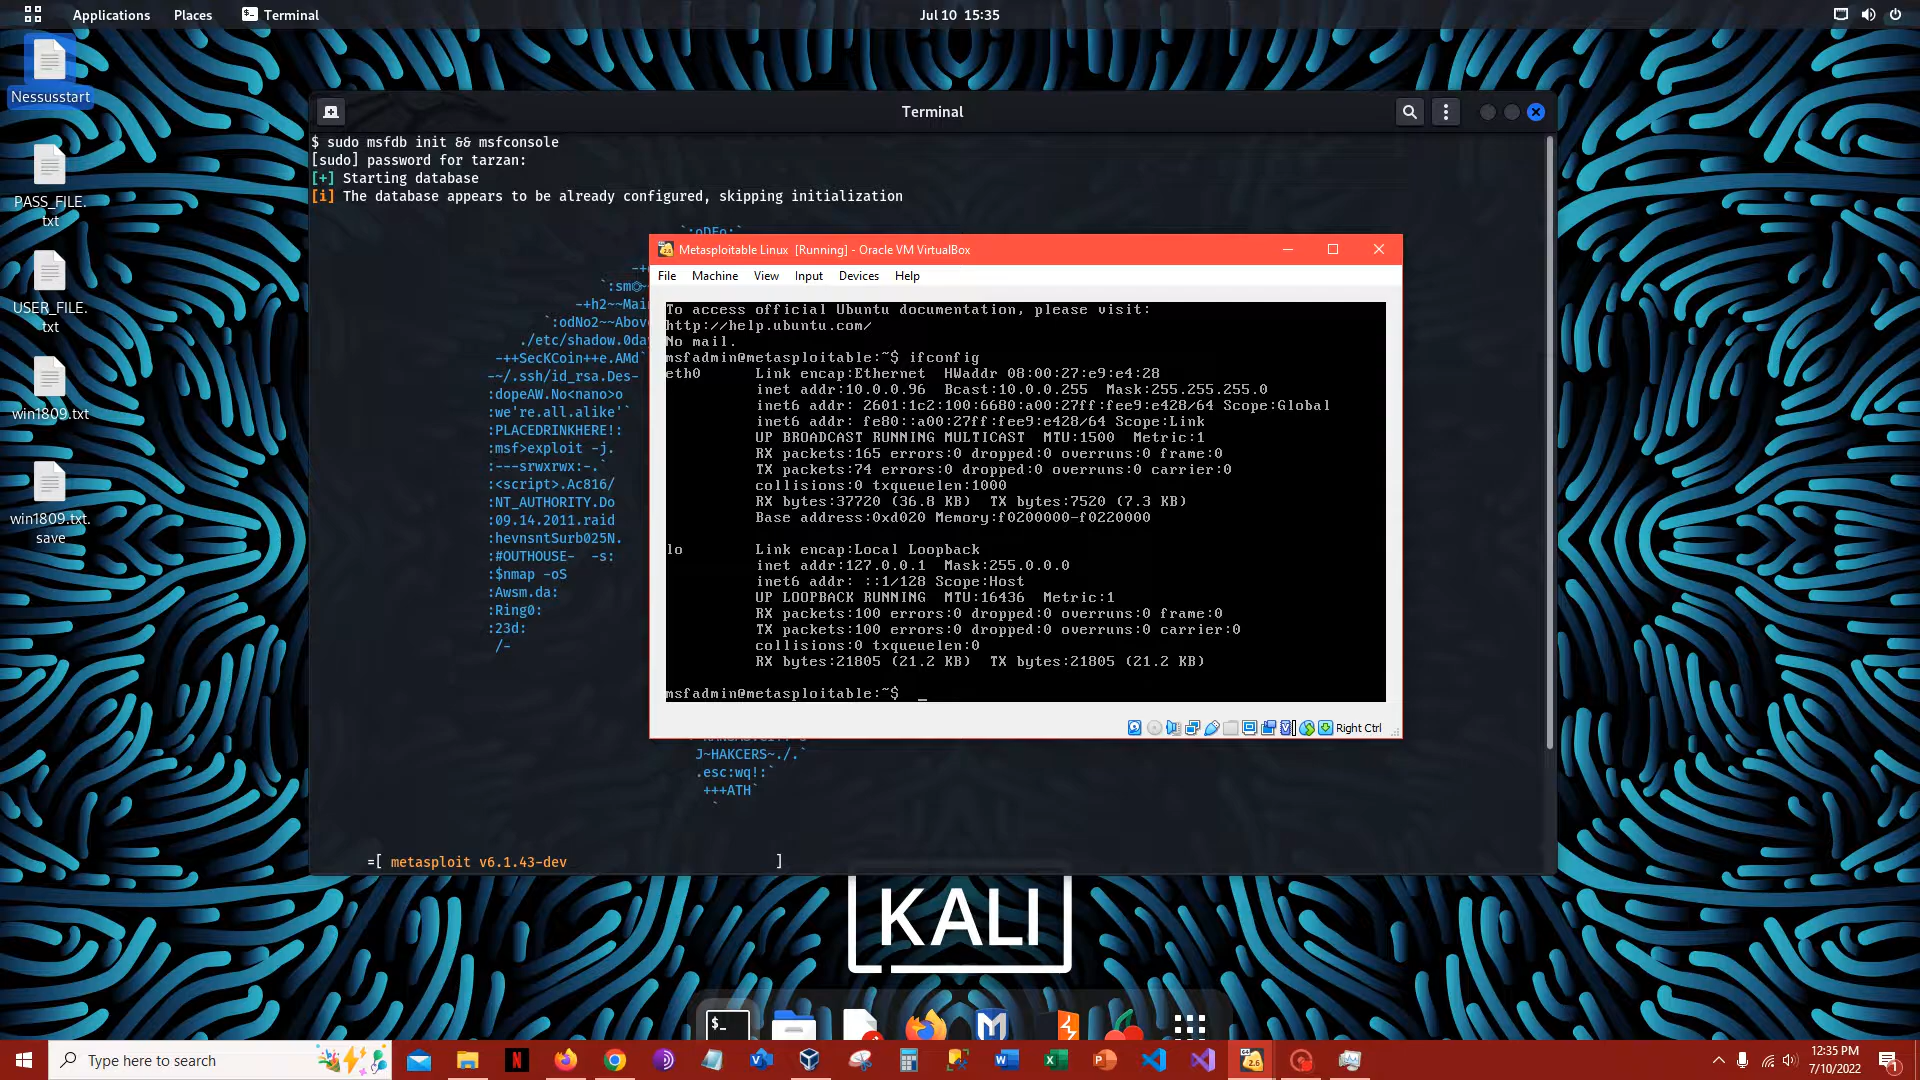 Applications Places Terminal
Jul 10 15:35
Nessusstart
PASS_FILE.
txt
USER_FILE.
txt
win1809.txt
win1809.txt.
save
Terminal
$ sudo msfdb init && msfconsole
[sudo] password for tarzan:
[+] Starting database
[i] The database appears to be already configured, skipping initialization
-+h2~~Mai
`:odNo2~~Abov
./etc/shadow.0da
-++SecKCoin++e.AMd`
-~/.ssh/id_rsa.Des-
:dopeAW.No<nano>o
:we're.all.alike'`
:PLACEDRINKHERE!:
:msf>exploit -j.
:---srwxrwx:-.`
:<script>.Ac816/
:NT_AUTHORITY.Do
:09.14.2011.raid
:hevnsntSurb025N.
:#OUTHOUSE- -s:
:$nmap -oS
:Awsm.da:
:Ring0:
:23d:
/-
J~HAKCERS~./.`
.esc:wq!:`
+++ATH`
`
=[ metasploit v6.1.43-dev ]
Metasploitable Linux [Running] - Oracle VM VirtualBox
File Machine View Input Devices Help
To access official Ubuntu documentation, please visit:
http://help.ubuntu.com/
No mail.
msfadmin@metasploitable:~$ ifconfig
eth0 Link encap:Ethernet HWaddr 08:00:27:e9:e4:28
inet addr:10.0.0.96 Bcast:10.0.0.255 Mask:255.255.255.0
inet6 addr: 2601:1c2:100:6680:a00:27ff:fee9:e428/64 Scope:Global
inet6 addr: fe80::a00:27ff:fee9:e428/64 Scope:Link
UP BROADCAST RUNNING MULTICAST MTU:1500 Metric:1
RX packets:165 errors:0 dropped:0 overruns:0 frame:0
TX packets:74 errors:0 dropped:0 overruns:0 carrier:0
collisions:0 txqueuelen:1000
RX bytes:37720 (36.8 KB) TX bytes:7520 (7.3 KB)
Base address:0xd020 Memory:f0200000-f0220000
lo Link encap:Local Loopback
inet addr:127.0.0.1 Mask:255.0.0.0
inet6 addr: ::1/128 Scope:Host
UP LOOPBACK RUNNING MTU:16436 Metric:1
RX packets:100 errors:0 dropped:0 overruns:0 frame:0
TX packets:100 errors:0 dropped:0 overruns:0 carrier:0
collisions:0 txqueuelen:0
RX bytes:21805 (21.2 KB) TX bytes:21805 (21.2 KB)
msfadmin@metasploitable:~$ _
Right Ctrl
KALI
Type here to search
12:35 PM
7/10/2022